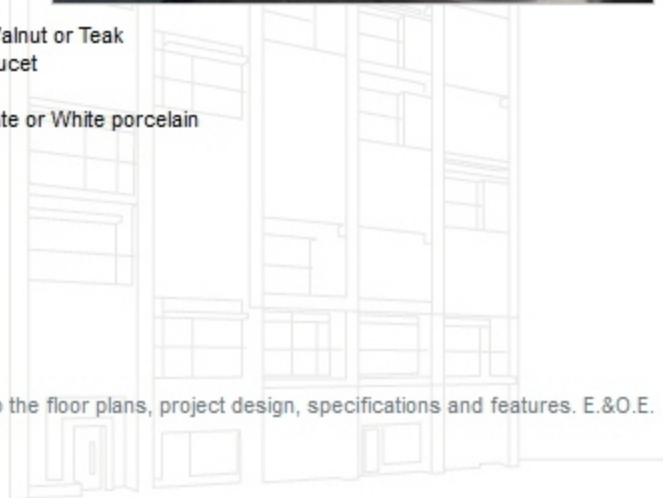 alnut or Teak
ucet
te or White porcelain
the floor plans, project design, specifications and features. E.&O.E.